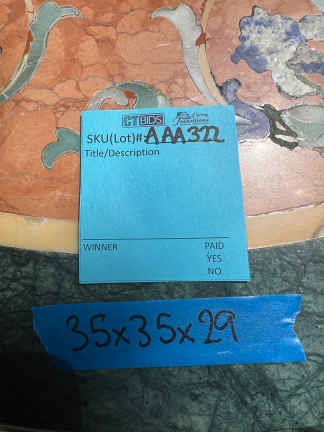 CTBIDS
SKU(Lot)# AAA322
Title/Description
WINNER PAID
YES
NO
35x35x29